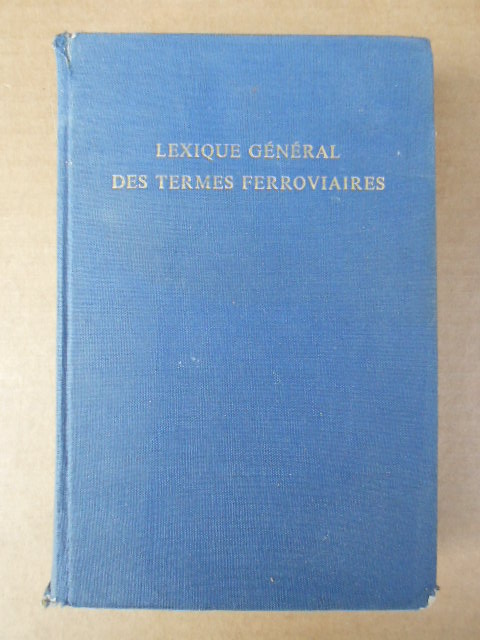 LEXIQUE GÉNÉRAL
DES TERMES FERROVIAIRES